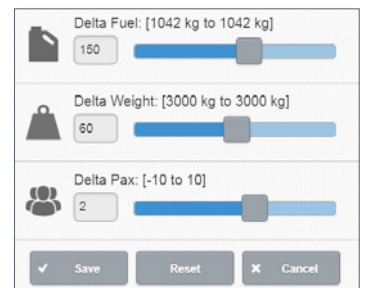 Delta Fuel: [1042 kg to 1042 kg]
150
Delta Weight: [3000 kg to 3000 kg]
60
Delta Pax: [-10 to 10]
2
Save Reset Cancel